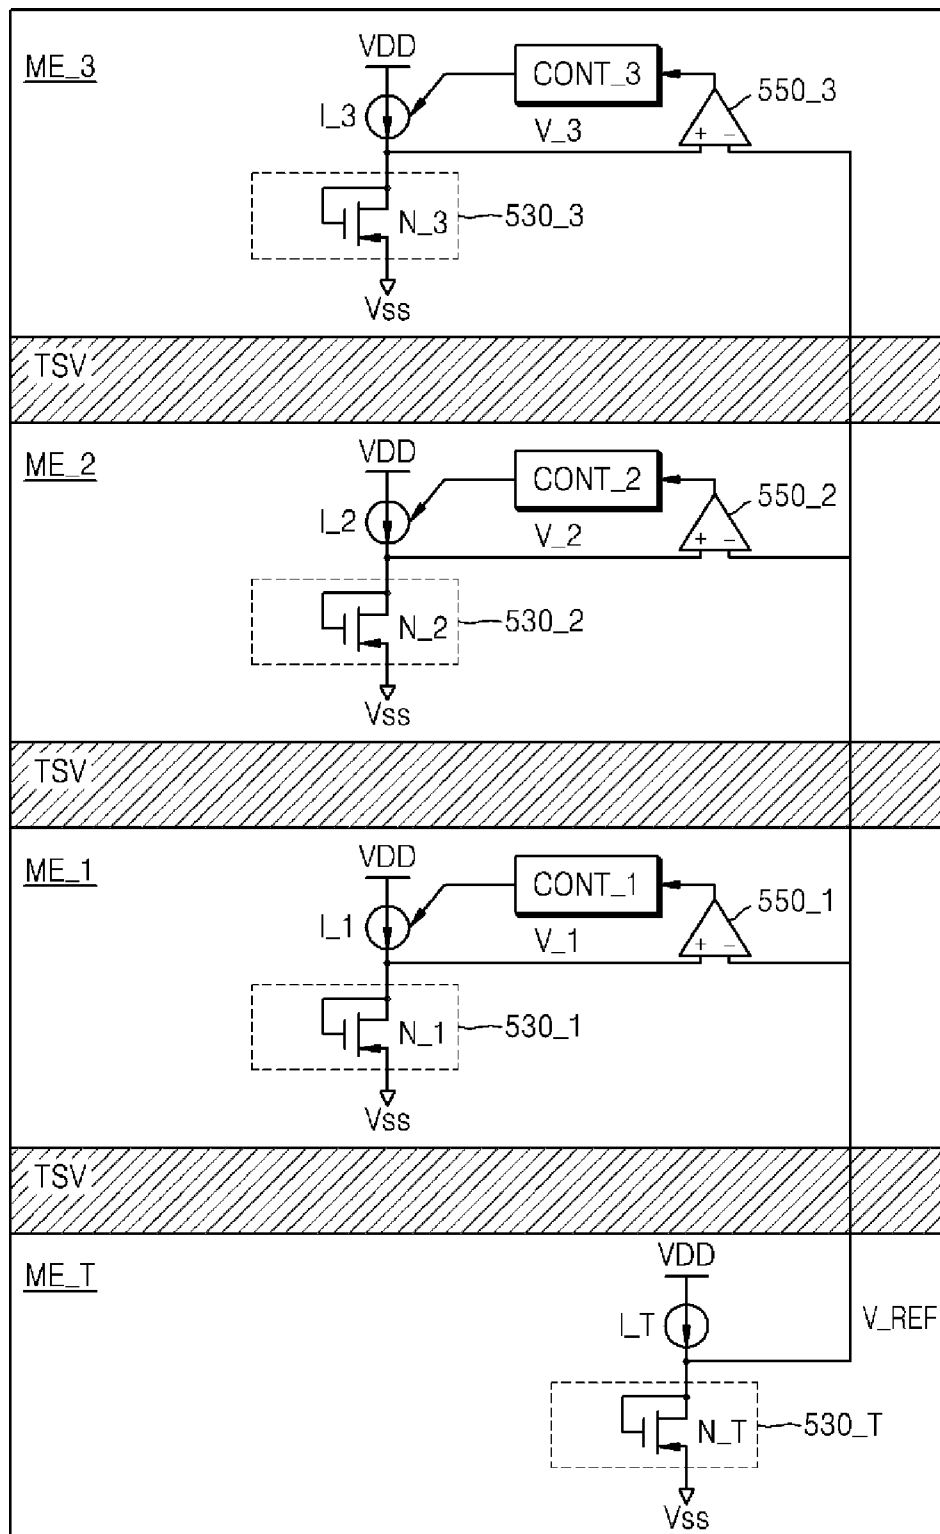 ME_3
VDD
CONT_3
550_3
I_3
V_3
+ −
N_3
530_3
Vss
TSV
ME_2
VDD
CONT_2
550_2
I_2
V_2
+ −
N_2
530_2
Vss
TSV
ME_1
VDD
CONT_1
550_1
I_1
V_1
+ −
N_1
530_1
Vss
TSV
ME_T
VDD
I_T
V_REF
N_T
530_T
Vss